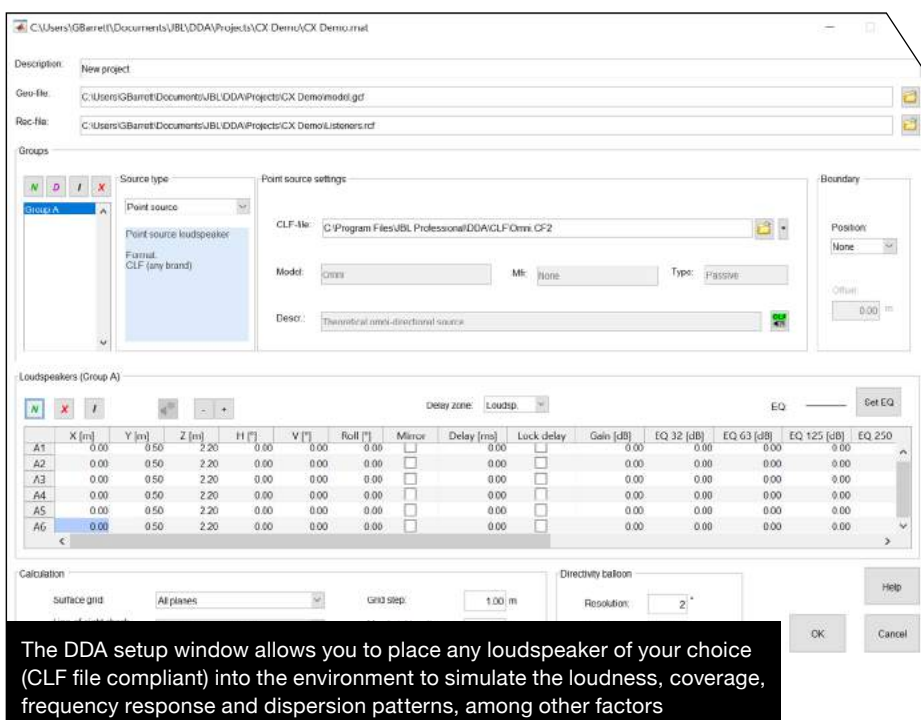 C:\Users\GBarrett\Documents\JBL\DDA\Projects\CX Demo\CX Demo.mat
Description: New project
Geo-file: C:\Users\GBarrett\Documents\JBL\DDA\Projects\CX Demo\model.gcf
Rec-file: C:\Users\GBarrett\Documents\JBL\DDA\Projects\CX Demo\Listeners.rcf
Groups
N D I X
Group A
Source type
Point source
Point source loudspeaker
Format:
CLF (any brand)
Point source settings
CLF-file: C:\Program Files\JBL Professional\DDA\CLF\Omni.CF2
Model: Omni Mfr: None Type: Passive
Descr.: Theoretical omni-directional source
CLF
Boundary
Position:
None
Offset:
0.00 m
Loudspeakers (Group A)
N X I - + Delay zone: Loudsp. EQ: Set EQ
X [m] Y [m] Z [m] H [°] V [°] Roll [°] Mirror Delay [ms] Lock delay Gain [dB] EQ 32 [dB] EQ 63 [dB] EQ 125 [dB] EQ 250
A1 0.00 0.50 2.20 0.00 0.00 0.00 0.00 0.00 0.00 0.00 0.00
A2 0.00 0.50 2.20 0.00 0.00 0.00 0.00 0.00 0.00 0.00 0.00
A3 0.00 0.50 2.20 0.00 0.00 0.00 0.00 0.00 0.00 0.00 0.00
A4 0.00 0.50 2.20 0.00 0.00 0.00 0.00 0.00 0.00 0.00 0.00
A5 0.00 0.50 2.20 0.00 0.00 0.00 0.00 0.00 0.00 0.00 0.00
A6 0.00 0.50 2.20 0.00 0.00 0.00 0.00 0.00 0.00 0.00 0.00
Calculation
Surface grid: All planes Grid step: 1.00 m
Directivity balloon
Resolution: 2 °
Help
OK Cancel
The DDA setup window allows you to place any loudspeaker of your choice
(CLF file compliant) into the environment to simulate the loudness, coverage,
frequency response and dispersion patterns, among other factors